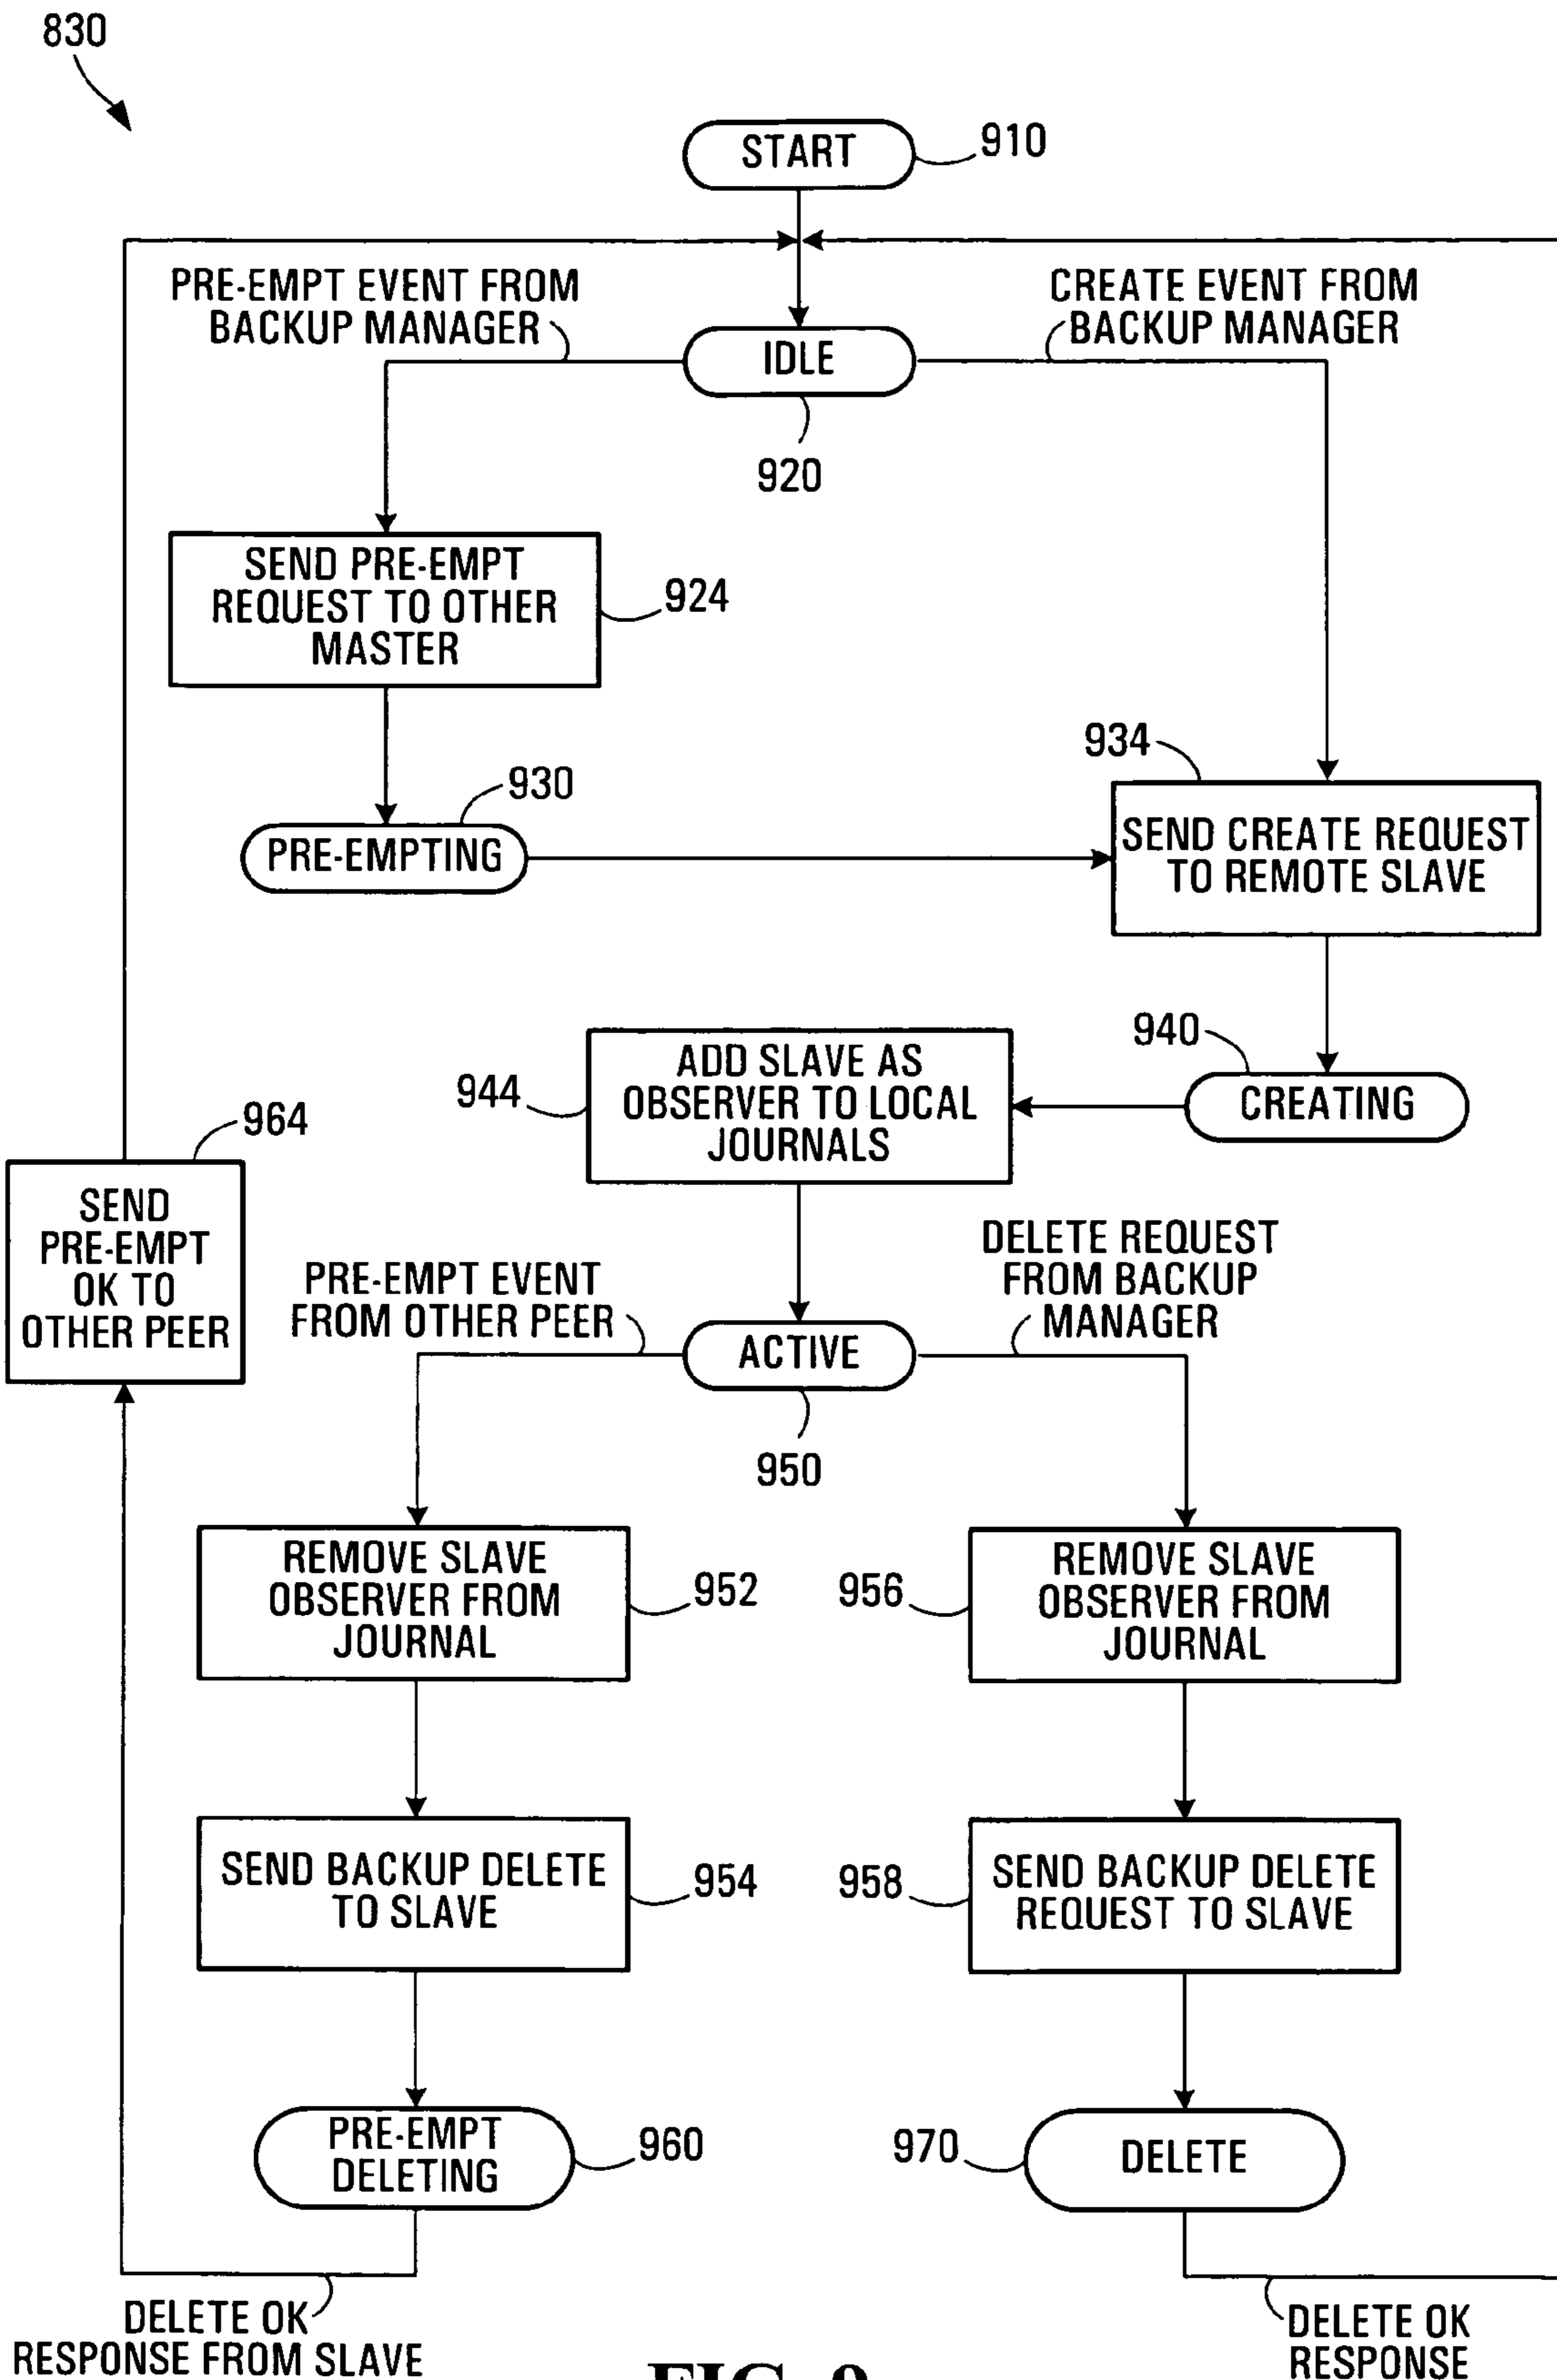 830
START
910
PRE-EMPT EVENT FROM
BACKUP MANAGER
CREATE EVENT FROM
BACKUP MANAGER
IDLE
920
SEND PRE-EMPT
REQUEST TO OTHER
MASTER
924
934
930
PRE-EMPTING
SEND CREATE REQUEST
TO REMOTE SLAVE
940
CREATING
944
ADD SLAVE AS
OBSERVER TO LOCAL
JOURNALS
964
SEND
PRE-EMPT
OK TO
OTHER PEER
PRE-EMPT EVENT
FROM OTHER PEER
DELETE REQUEST
FROM BACKUP
MANAGER
ACTIVE
950
REMOVE SLAVE
OBSERVER FROM
JOURNAL
952
956
REMOVE SLAVE
OBSERVER FROM
JOURNAL
SEND BACKUP DELETE
TO SLAVE
954
958
SEND BACKUP DELETE
REQUEST TO SLAVE
PRE-EMPT
DELETING
960
970
DELETE
DELETE OK
RESPONSE FROM SLAVE
DELETE OK
RESPONSE
FIG. 9